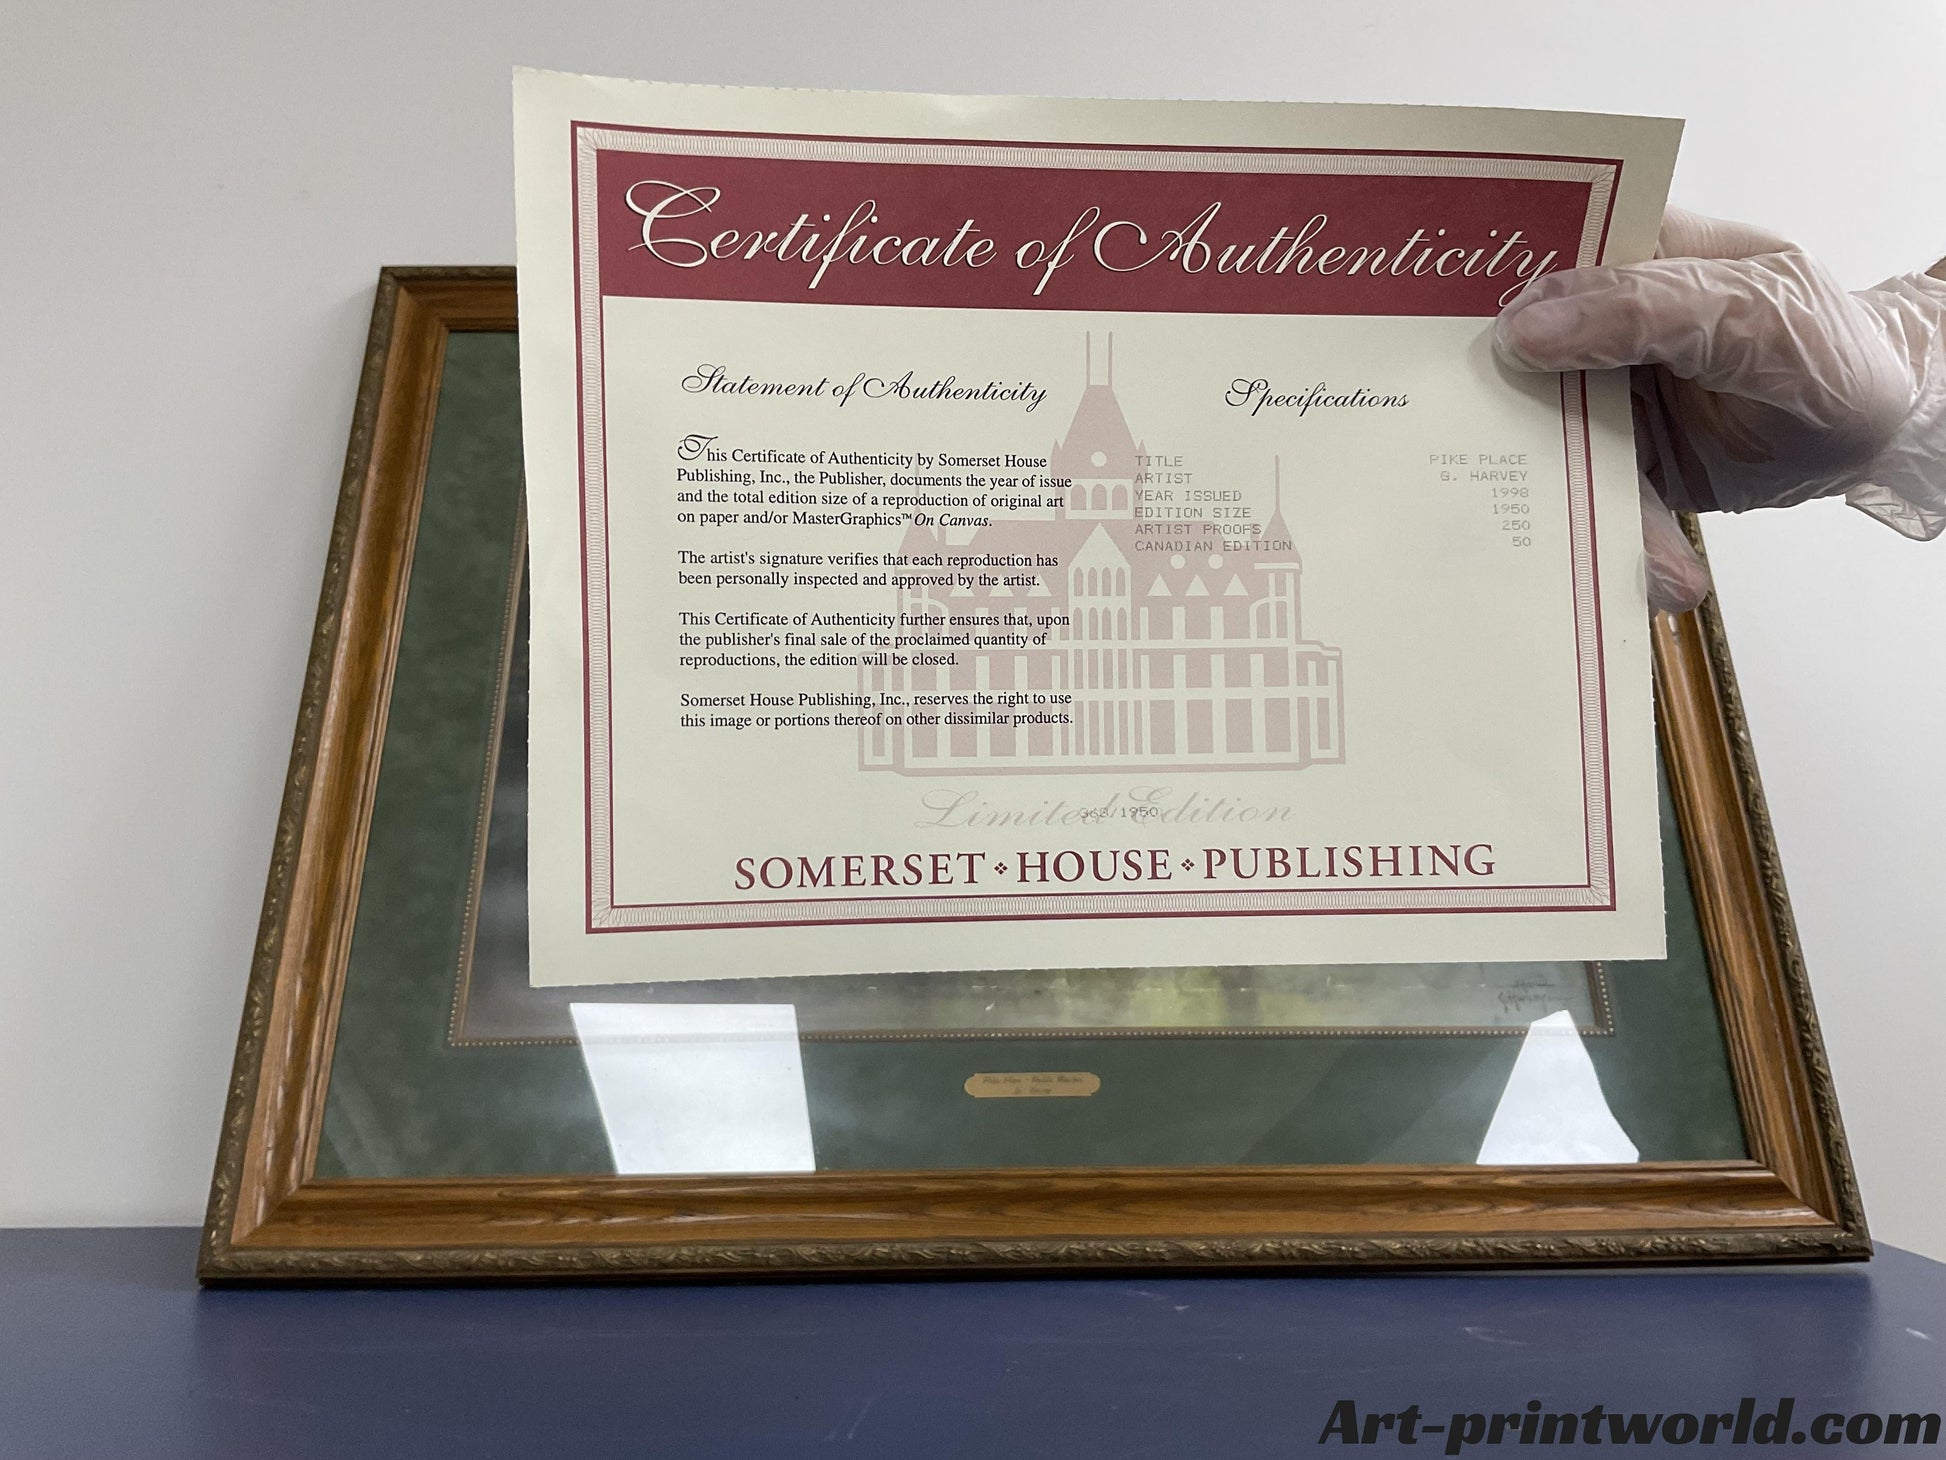 Certificate of Authenticity
Statement of Authenticity
This Certificate of Authenticity by Somerset House
Publishing, Inc., the Publisher, documents the year of issue
and the total edition size of a reproduction of original art
on paper and/or MasterGraphics™ On Canvas.
The artist's signature verifies that each reproduction has
been personally inspected and approved by the artist.
This Certificate of Authenticity further ensures that, upon
the publisher's final sale of the proclaimed quantity of
reproductions, the edition will be closed.
Somerset House Publishing, Inc., reserves the right to use
this image or portions thereof on other dissimilar products.
Specifications
TITLE PIKE PLACE
ARTIST G. HARVEY
YEAR ISSUED 1998
EDITION SIZE 1950
ARTIST PROOFS 250
CANADIAN EDITION 50
Limited Edition
/1950
SOMERSET❖HOUSE❖PUBLISHING
Art-printworld.com